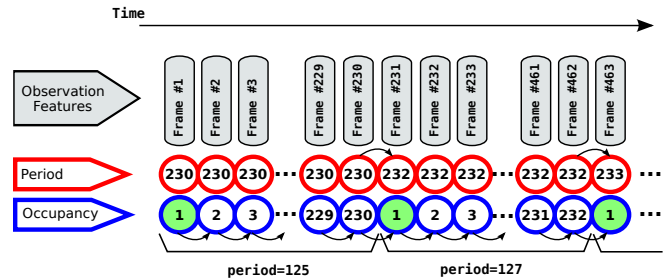 Time
Observation Features
Frame #1 Frame #2 Frame #3 Frame #229 Frame #230 Frame #231 Frame #232 Frame #233 Frame #461 Frame #462 Frame #463
Period 230 230 230 ... 230 230 232 232 232 ... 232 232 233 ...
Occupancy 1 2 3 ... 229 230 1 2 3 ... 231 232 1 ...
period=125 period=127